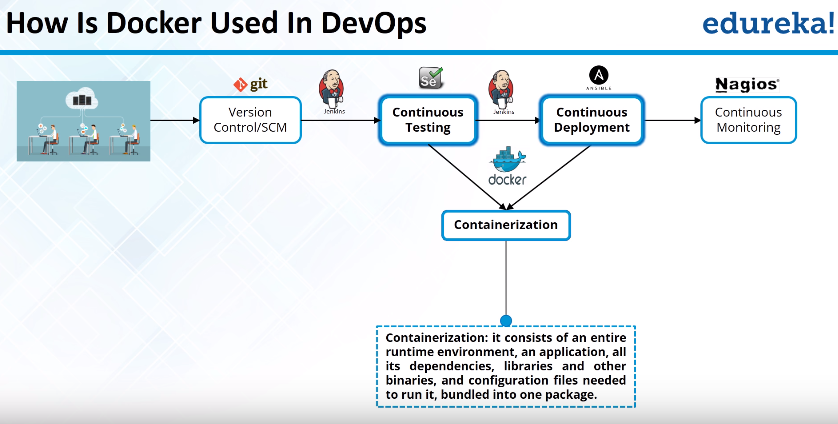 How Is Docker Used In DevOps
edureka!
git
Jenkins
Se
Jenkins
ANSIBLE
Nagios®
Version
Control/SCM
Continuous
Testing
Continuous
Deployment
Continuous
Monitoring
docker
Containerization
Containerization: it consists of an entire
runtime environment, an application, all
its dependencies, libraries and other
binaries, and configuration files needed
to run it, bundled into one package.